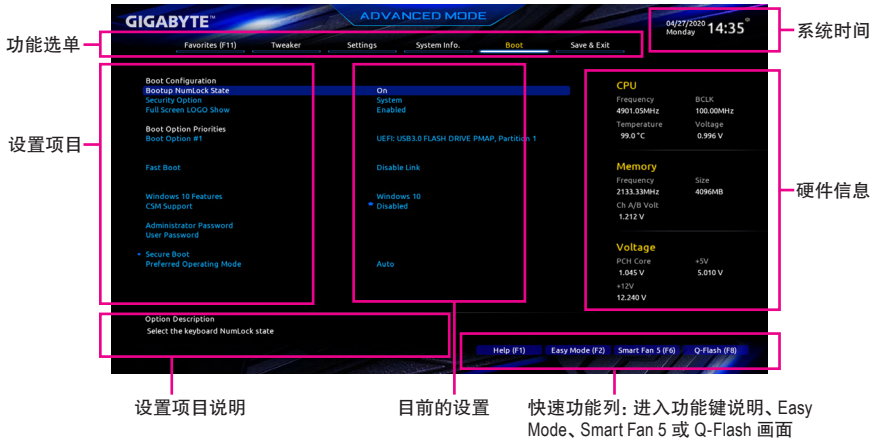 GIGABYTE™
ADVANCED MODE
04/27/2020
Monday
14:35
系统时间
功能选单
Favorites (F11)
Tweaker
Settings
System Info.
Boot
Save & Exit
设置项目
Boot Configuration
Bootup NumLock State
On
Security Option
System
Full Screen LOGO Show
Enabled
Boot Option Priorities
Boot Option #1
UEFI: USB3.0 FLASH DRIVE PMAP, Partition 1
Fast Boot
Disable Link
Windows 10 Features
Windows 10
CSM Support
Disabled
Administrator Password
User Password
Secure Boot
Preferred Operating Mode
Auto
硬件信息
CPU
Frequency
BCLK
4901.05MHz
100.00MHz
Temperature
Voltage
99.0 °C
0.996 V
Memory
Frequency
Size
2133.33MHz
4096MB
Ch A/B Volt
1.212 V
Voltage
PCH Core
+5V
1.045 V
5.010 V
+12V
12.240 V
Option Description
Select the keyboard NumLock state
Help (F1)
Easy Mode (F2)
Smart Fan 5 (F6)
Q-Flash (F8)
设置项目说明
目前的设置
快速功能列: 进入功能键说明、Easy
Mode、Smart Fan 5 或 Q-Flash 画面